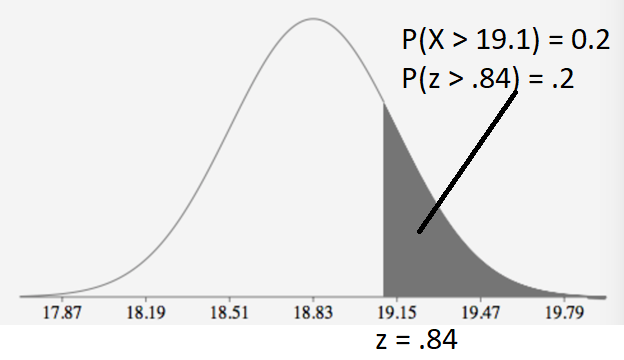 P(X > 19.1) = 0.2
P(z > .84) = .2
17.87 18.19 18.51 18.83 19.15 19.47 19.79
z = .84